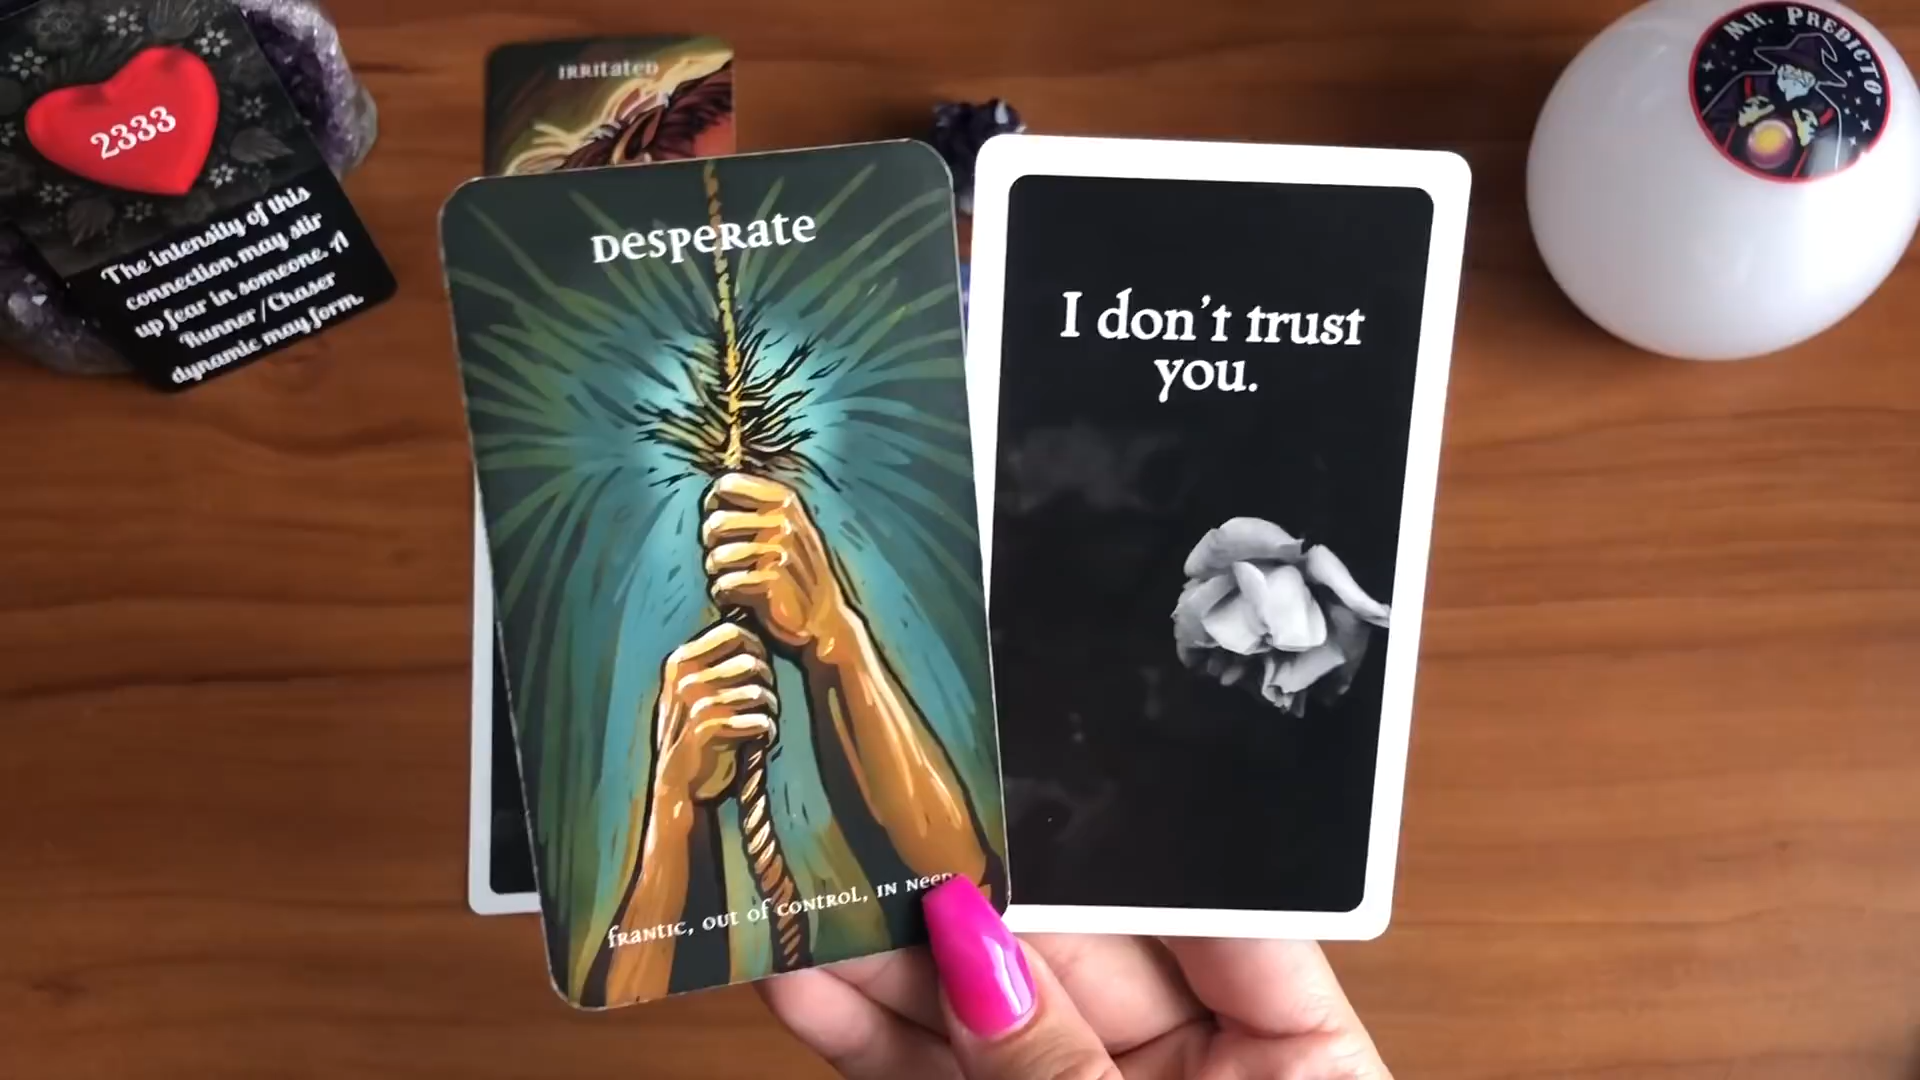 2333
The intensity of this
connection may stir
up fear in someone. A
Runner/Chaser
dynamic may form.
IRRitateD
DespeRate
fRantic, out of contRol, in neeD
I don't trust
you.
MR. PREDICTO™